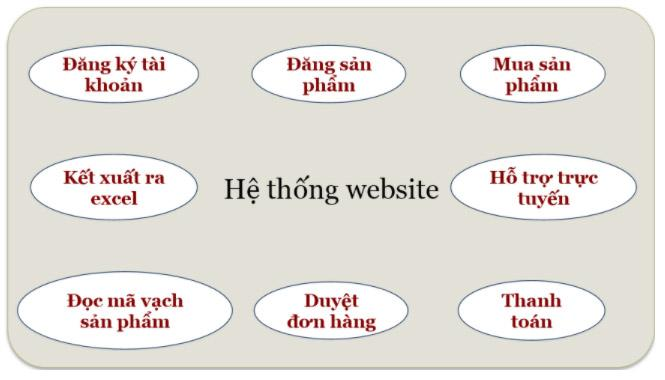 Đăng ký tài
khoản
Đăng sản
phẩm
Mua sản
phẩm
Kết xuất ra
excel
Hệ thống website
Hỗ trợ trực
tuyến
Đọc mã vạch
sản phẩm
Duyệt
đơn hàng
Thanh
toán